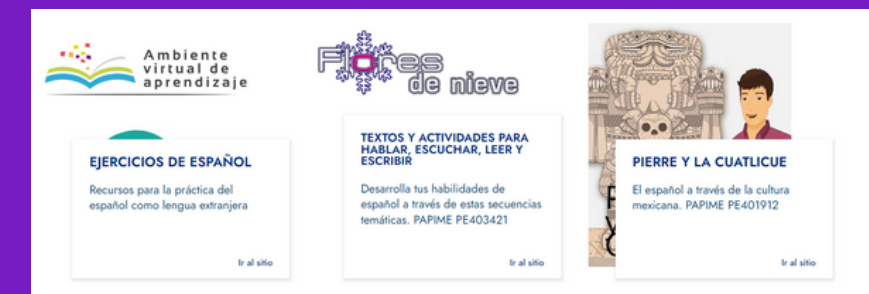 Ambiente
virtual de
aprendizaje
EJERCICIOS DE ESPAÑOL
Recursos para la práctica del
español como lengua extranjera
Ir al sitio
Flores
de nieve
TEXTOS Y ACTIVIDADES PARA
HABLAR, ESCUCHAR, LEER Y
ESCRIBIR
Desarrolla tus habilidades de
español a través de estas secuencias
temáticas. PAPIME PE403421
Ir al sitio
PIERRE Y LA CUATLICUE
El español a través de la cultura
mexicana. PAPIME PE401912
Ir al sitio